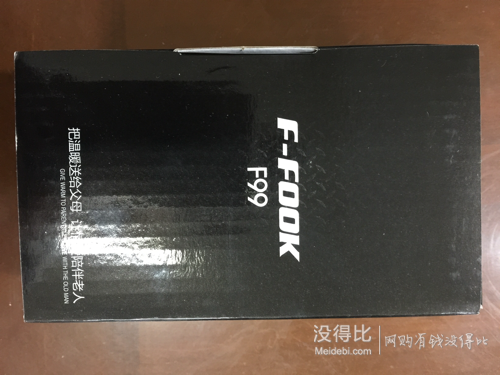 F-FOOK
F99
把温暖送给父母 让 陪伴老人
GIVE WARM TO PARENTS WITH THE OLD MAN
没得比
Meidebi.com
网购有钱没得比